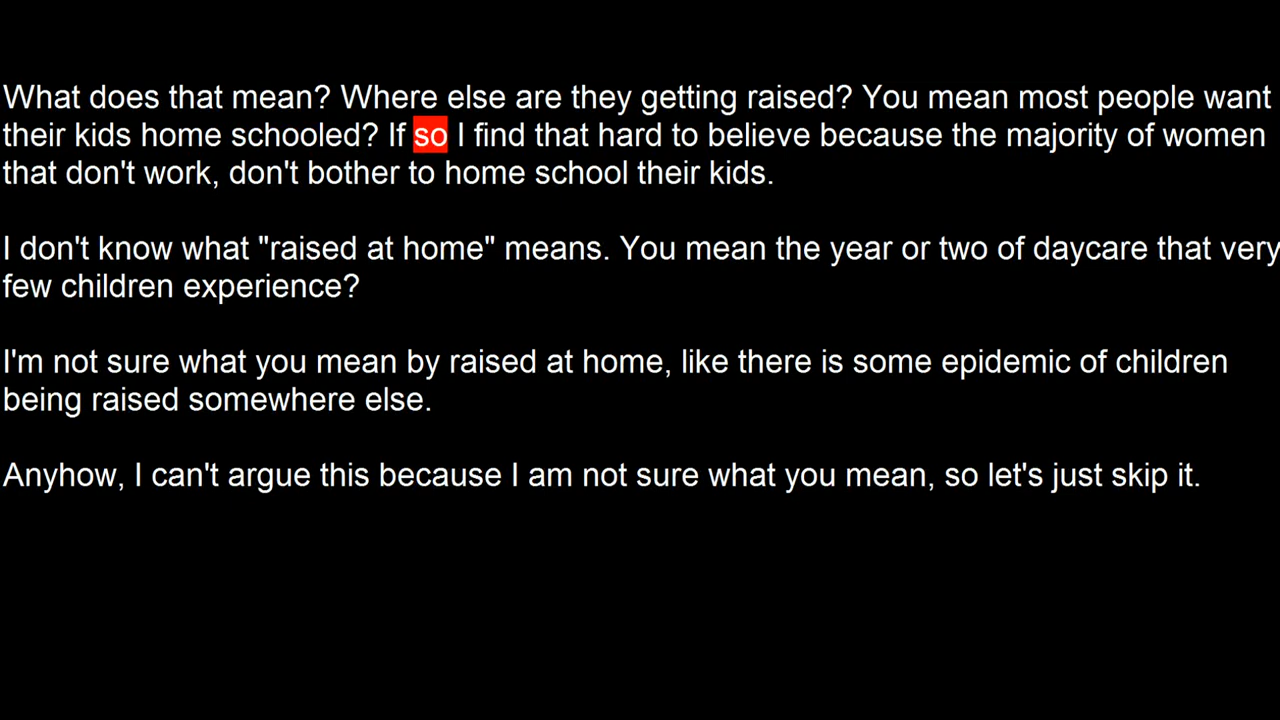 What does that mean? Where else are they getting raised? You mean most people want
their kids home schooled? If so I find that hard to believe because the majority of women
that don't work, don't bother to home school their kids.
I don't know what "raised at home" means. You mean the year or two of daycare that very
few children experience?
I'm not sure what you mean by raised at home, like there is some epidemic of children
being raised somewhere else.
Anyhow, I can't argue this because I am not sure what you mean, so let's just skip it.